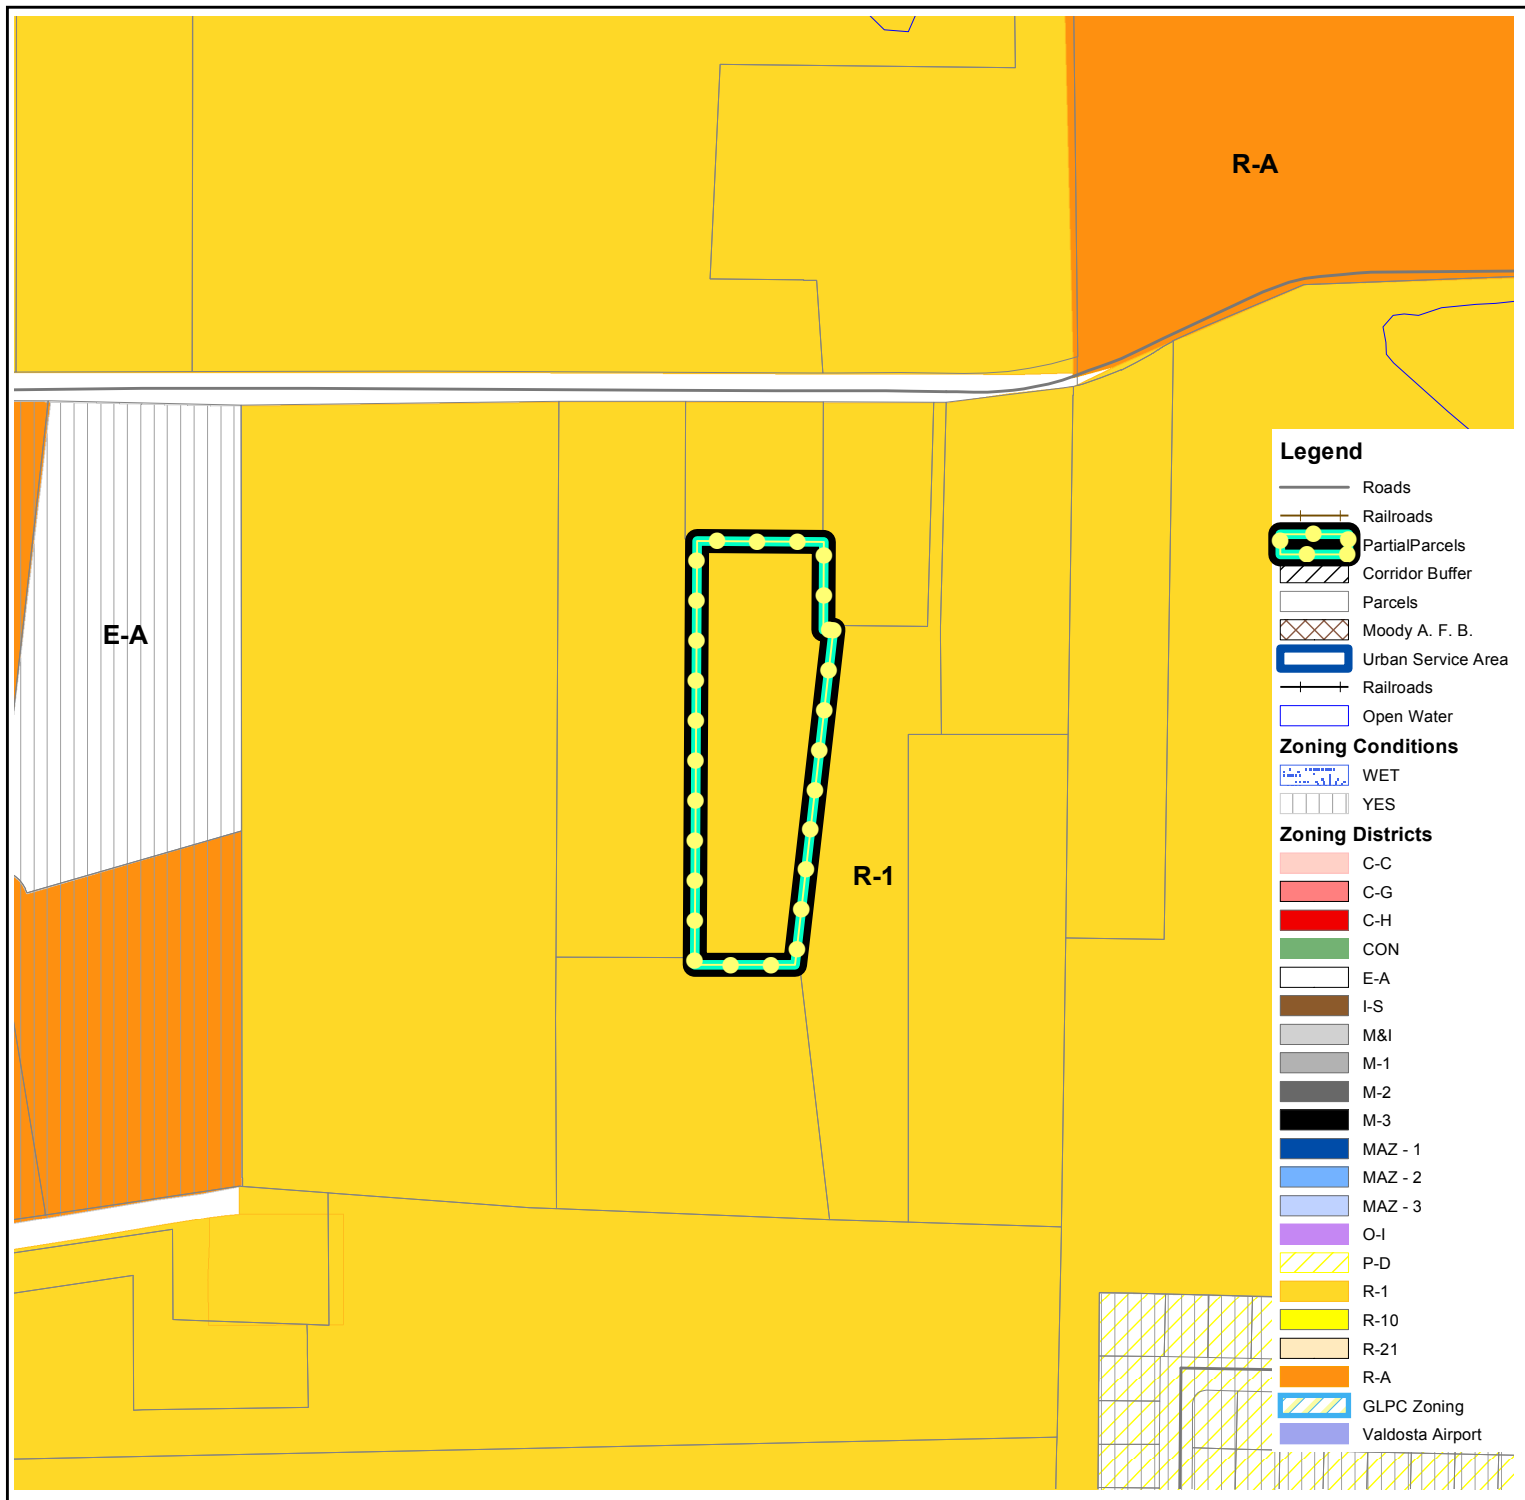 R-A
E-A
R-1
Legend
Roads
Railroads
PartialParcels
Corridor Buffer
Parcels
Moody A. F. B.
Urban Service Area
Railroads
Open Water
Zoning Conditions
WET
YES
Zoning Districts
C-C
C-G
C-H
CON
E-A
I-S
M&I
M-1
M-2
M-3
MAZ - 1
MAZ - 2
MAZ - 3
O-I
P-D
R-1
R-10
R-21
R-A
GLPC Zoning
Valdosta Airport